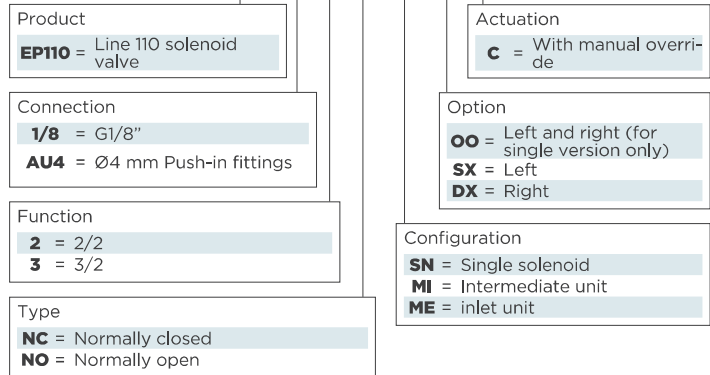 Product
EP110 = Line 110 solenoid
valve
Connection
1/8 = G1/8”
AU4 = Ø4 mm Push-in fittings
Function
2 = 2/2
3 = 3/2
Type
NC = Normally closed
NO = Normally open
Actuation
C = With manual overri-
de
Option
OO = Left and right (for
single version only)
SX = Left
DX = Right
Configuration
SN = Single solenoid
MI = Intermediate unit
ME = inlet unit